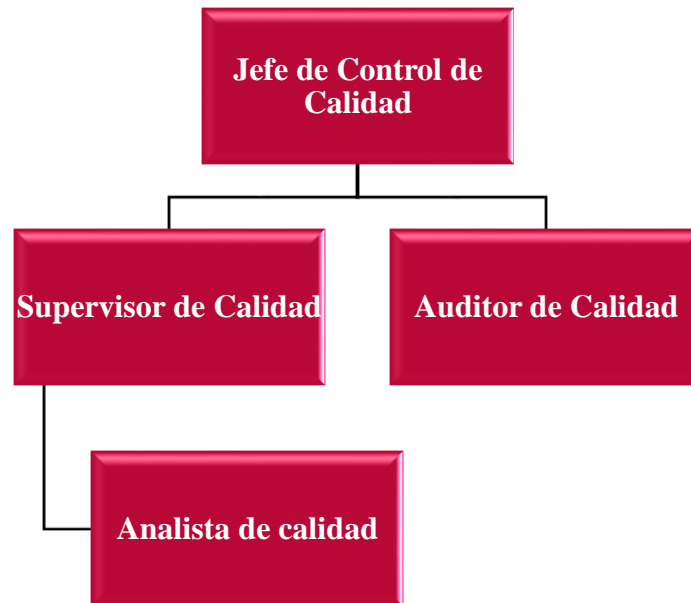 Jefe de Control de
Calidad
Supervisor de Calidad
Auditor de Calidad
Analista de calidad